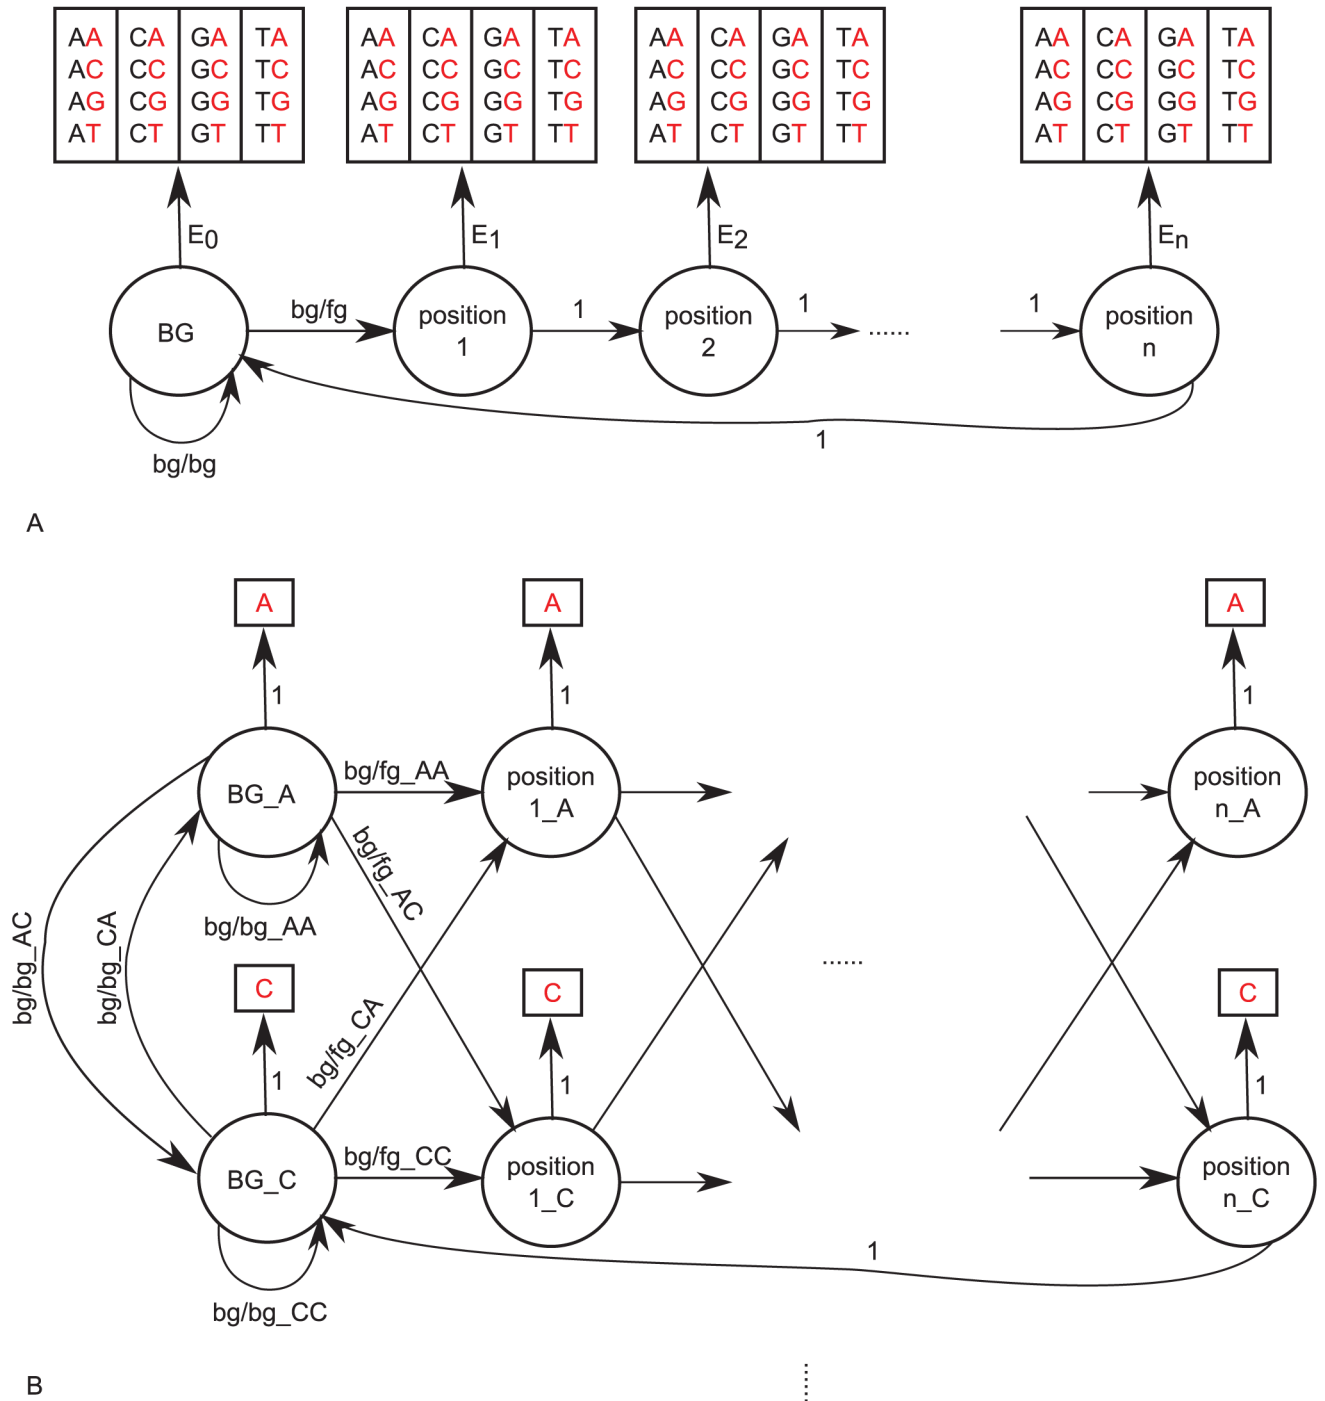 AA CA GA TA AA CA GA TA AA CA GA TA AA CA GA TA
AC CC GC TC AC CC GC TC AC CC GC TC AC CC GC TC
AG CG GG TG AG CG GG TG AG CG GG TG AG CG GG TG
AT CT GT TT AT CT GT TT AT CT GT TT AT CT GT TT
E0 E1 E2 En
bg/fg 1 1 1
BG
position
1
position
2
......
position
n
1
bg/bg
A
A A A
1 1 1
BG_A
bg/fg_AA
position
1_A
position
n_A
bg/fg_AC
bg/bg_AA
bg/bg_AC
bg/bg_CA
......
C C C
bg/fg_CA
1 1 1
BG_C
bg/fg_CC
position
1_C
position
n_C
1
bg/bg_CC
B